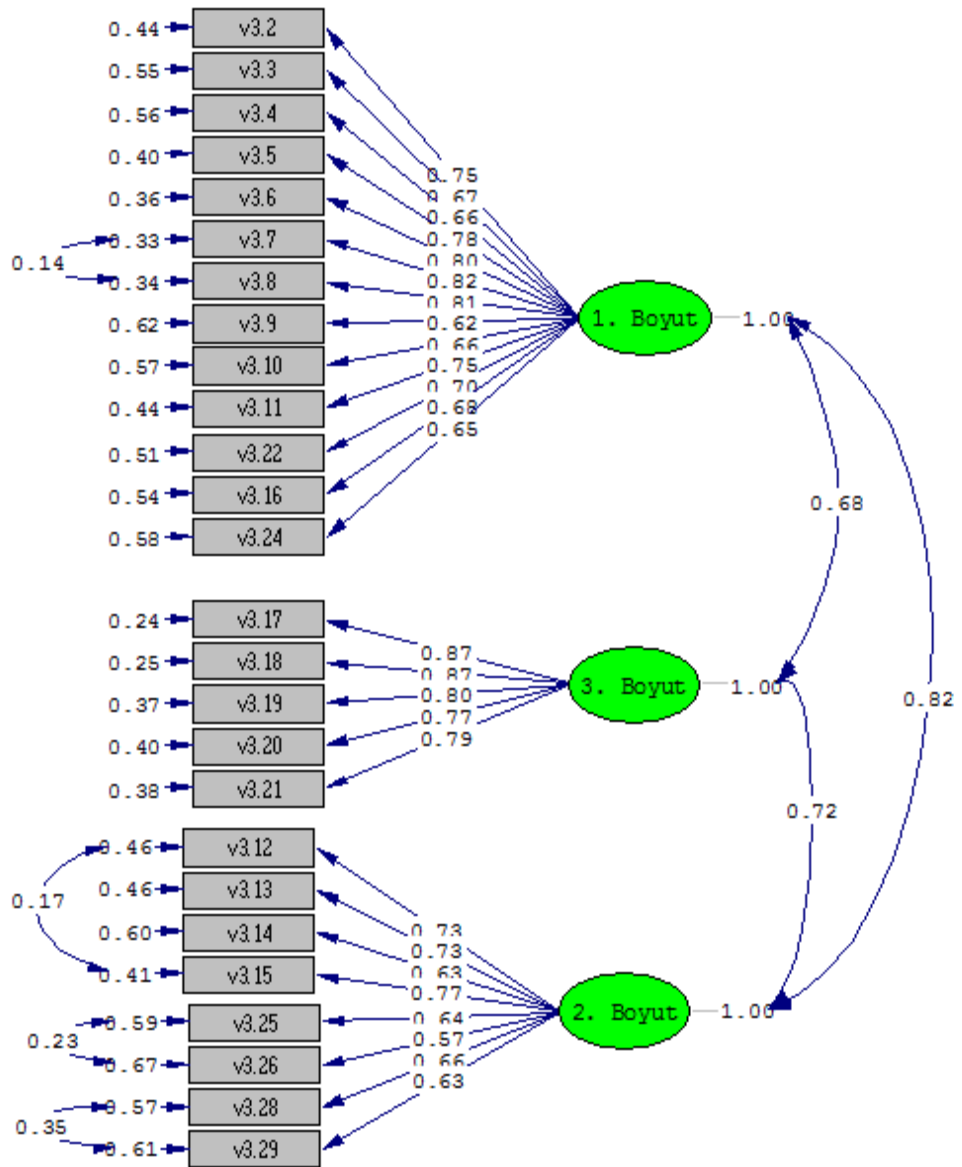 0.44 v3.2
0.55 v3.3
0.56 v3.4
0.40 v3.5
0.36 v3.6
0.33 v3.7
0.14
0.34 v3.8
0.62 v3.9
0.57 v3.10
0.44 v3.11
0.51 v3.22
0.54 v3.16
0.58 v3.24
0.75
0.67
0.66
0.78
0.80
0.82
0.81
0.62
0.66
0.75
0.70
0.68
0.65
1. Boyut 1.00
0.68
0.82
0.24 v3.17
0.25 v3.18
0.37 v3.19
0.40 v3.20
0.38 v3.21
0.87
0.87
0.80
0.77
0.79
3. Boyut 1.00
0.72
0.46 v3.12
0.46 v3.13
0.17
0.60 v3.14
0.41 v3.15
0.59 v3.25
0.23
0.67 v3.26
0.57 v3.28
0.35
0.61 v3.29
0.73
0.73
0.63
0.77
0.64
0.57
0.66
0.63
2. Boyut 1.00